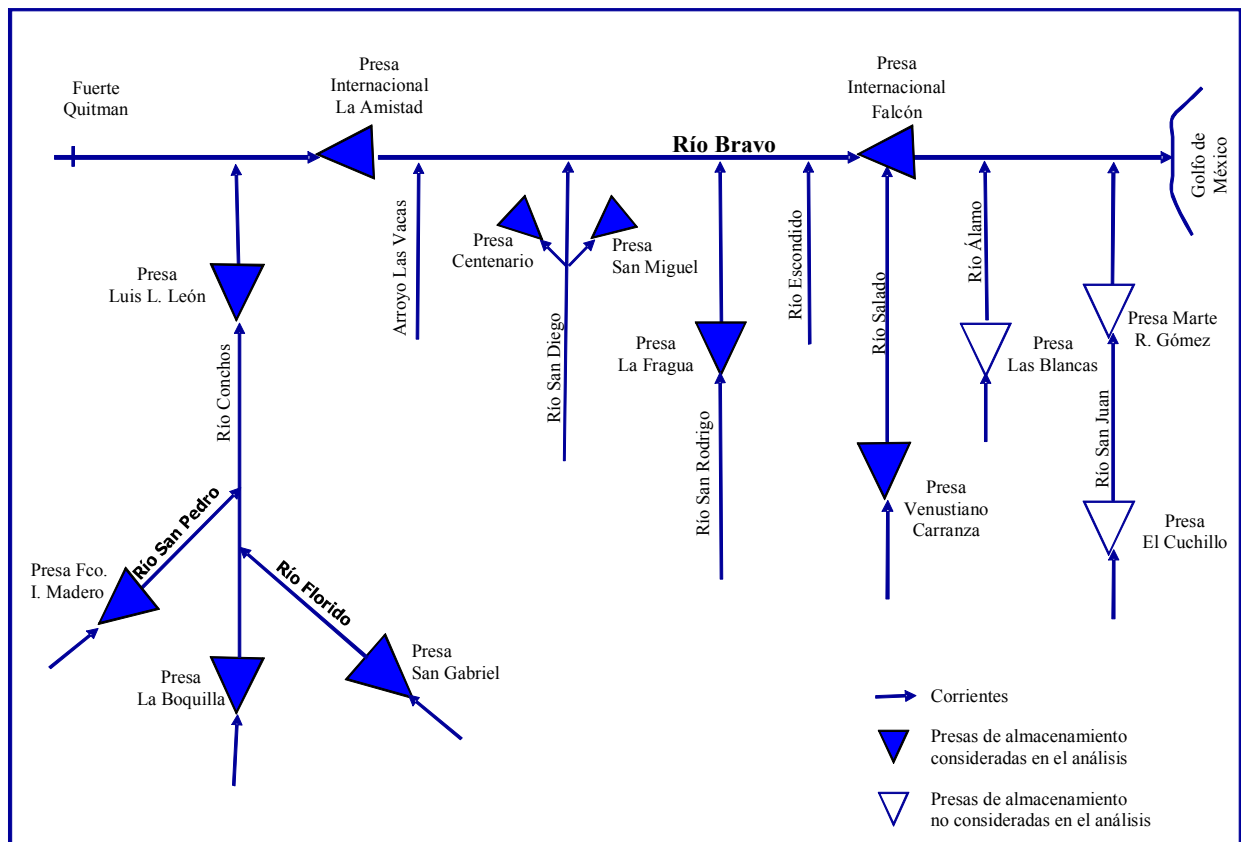 Fuerte
Quitman
Presa
Internacional
La Amistad
Presa
Internacional
Falcón
Río Bravo
Golfo de
México
Presa
Luis L. León
Arroyo Las Vacas
Presa
Centenario
Presa
San Miguel
Río San Diego
Presa
La Fragua
Río San Rodrigo
Río Escondido
Río Salado
Río Álamo
Presa
Las Blancas
Presa Marte
R. Gómez
Río San Juan
Río Conchos
Río San Pedro
Presa Fco.
I. Madero
Río Florido
Presa
San Gabriel
Presa
La Boquilla
Presa
Venustiano
Carranza
Presa
El Cuchillo
Corrientes
Presas de almacenamiento
consideradas en el análisis
Presas de almacenamiento
no consideradas en el análisis